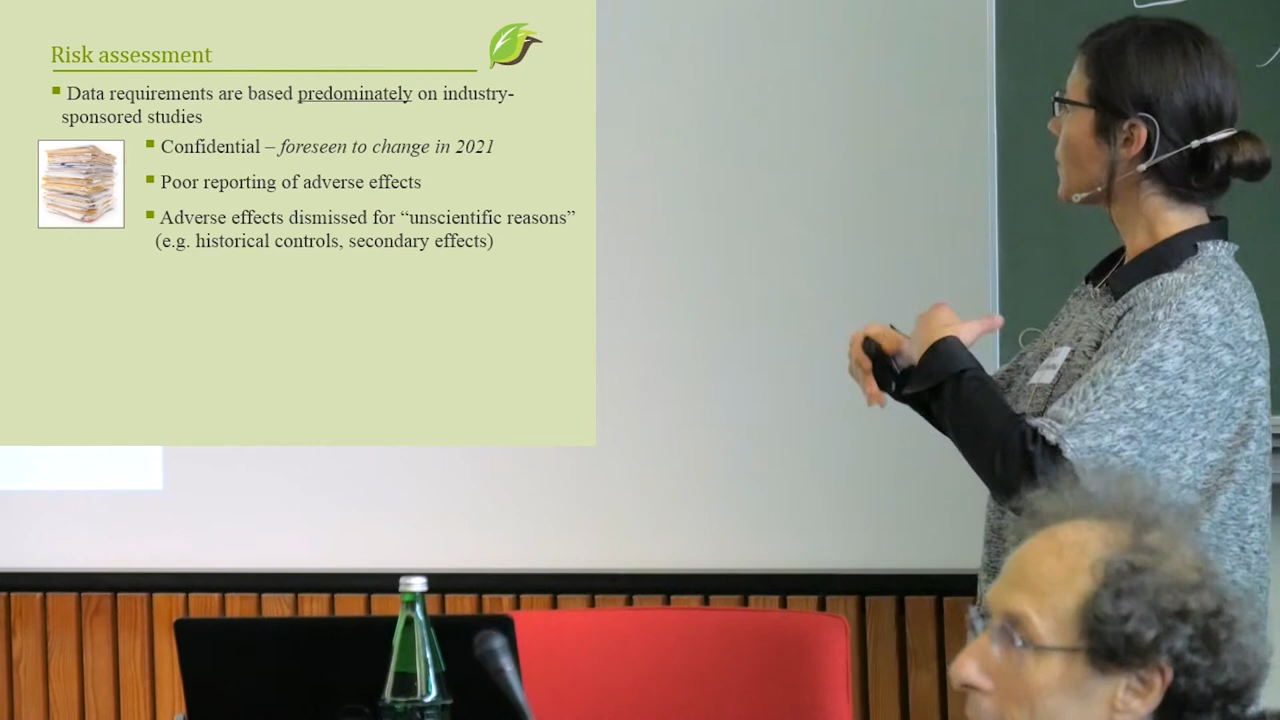 Risk assessment
Data requirements are based predominately on industry-
sponsored studies
Confidential – foreseen to change in 2021
Poor reporting of adverse effects
Adverse effects dismissed for “unscientific reasons”
(e.g. historical controls, secondary effects)